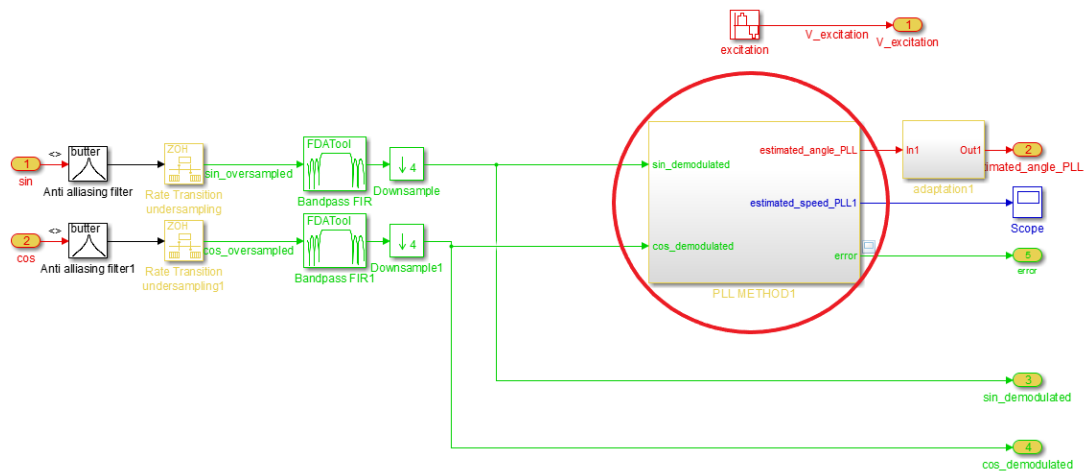 excitation
V_excitation
1
V_excitation
<>
butter
ZOH
FDATool
1
sin
Anti aliasing filter
Rate Transition
undersampling
sin_oversampled
Bandpass FIR
4
Downsample
sin_demodulated
estimated_angle_PLL
In1
Out1
adaptation1
2
timated_angle_PLL
estimated_speed_PLL1
Scope
<>
butter
ZOH
FDATool
2
cos
Anti alliasing filter1
Rate Transition
undersampling1
cos_oversampled
Bandpass FIR1
4
Downsample1
cos_demodulated
error
PLL METHOD1
5
error
3
sin_demodulated
4
cos_demodulated